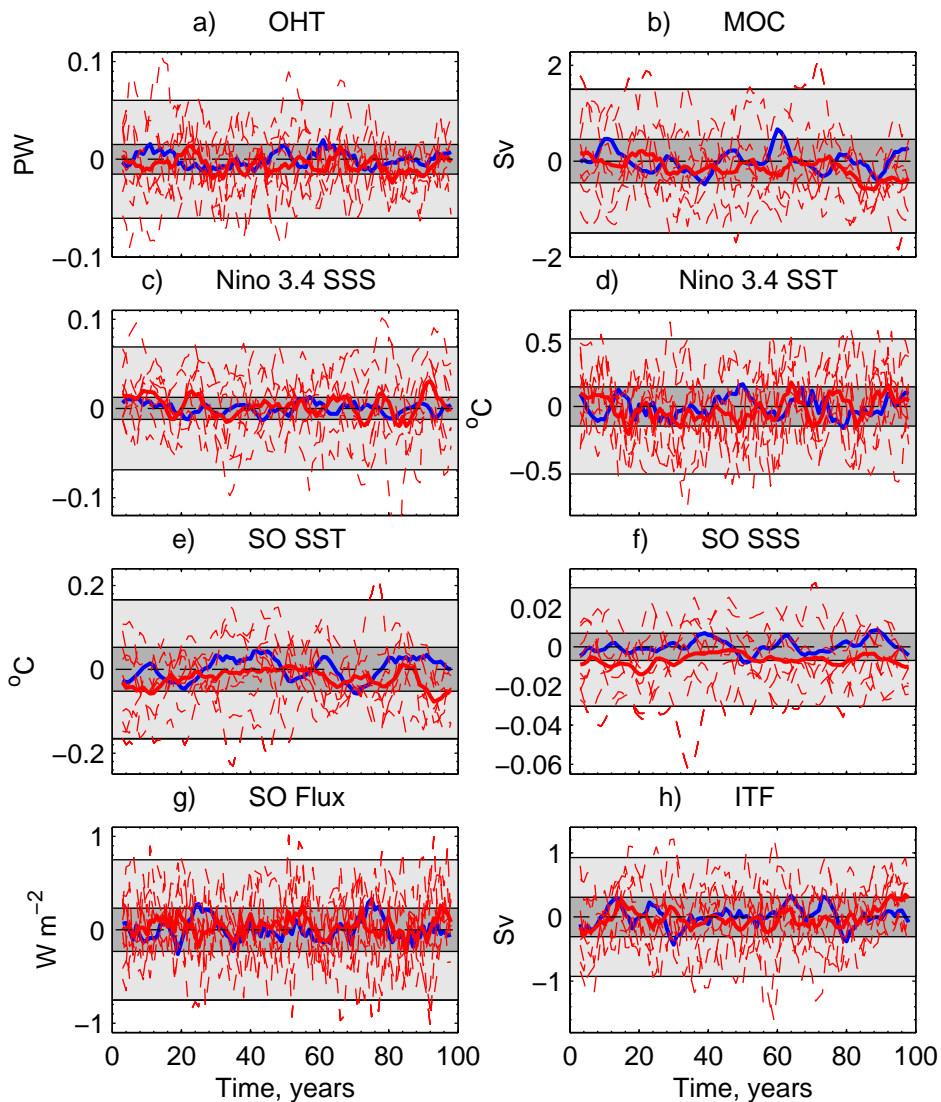 a) OHT
b) MOC
0.1
0
−0.1
PW
2
0
−2
Sv
c) Nino 3.4 SSS
d) Nino 3.4 SST
0.1
0
−0.1
0.5
0
−0.5
oC
e) SO SST
f) SO SSS
0.2
0
−0.2
oC
0.02
0
−0.02
−0.04
−0.06
g) SO Flux
h) ITF
1
0
−1
W m−2
1
0
−1
Sv
0 20 40 60 80 100
0 20 40 60 80 100
Time, years
Time, years